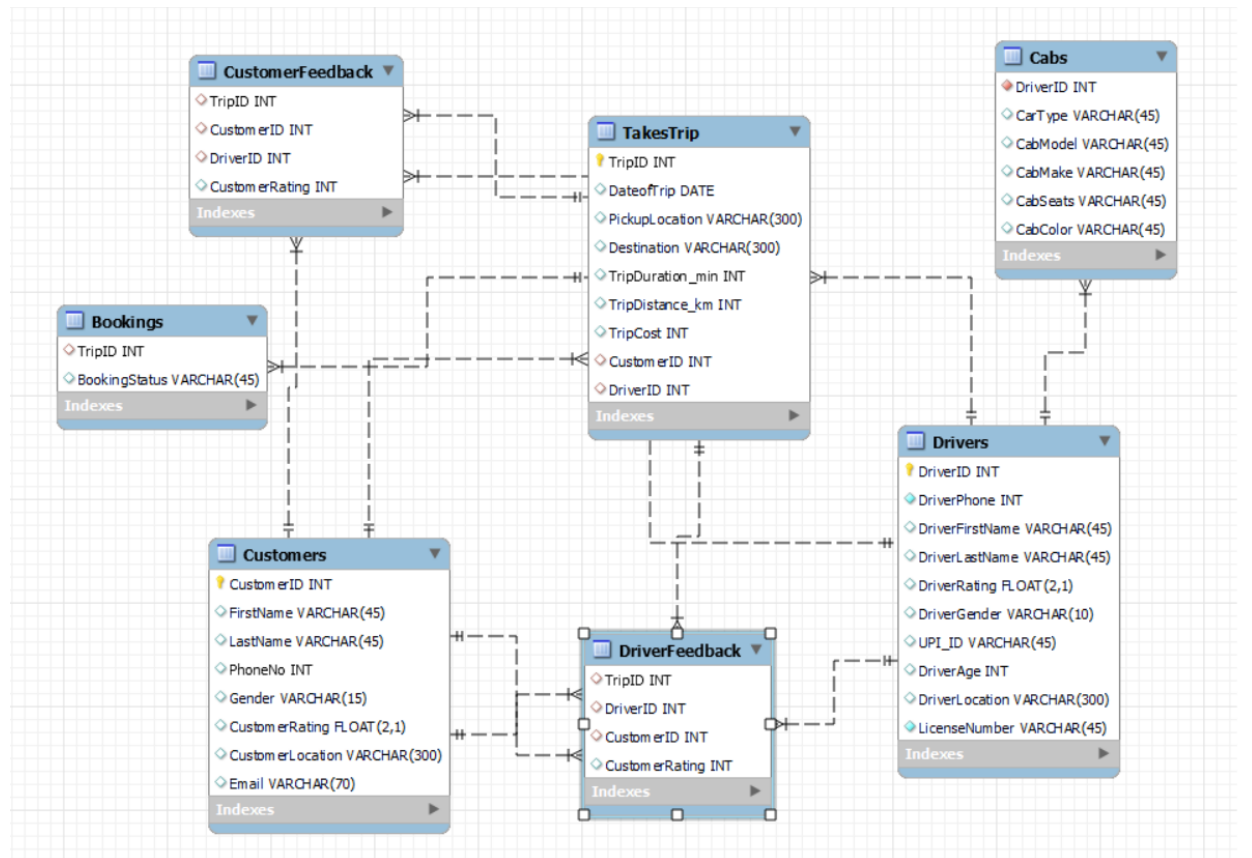 CustomerFeedback
TripID INT
CustomerID INT
DriverID INT
CustomerRating INT
Indexes
TakesTrip
TripID INT
DateofTrip DATE
PickupLocation VARCHAR(300)
Destination VARCHAR(300)
TripDuration_min INT
TripDistance_km INT
TripCost INT
CustomerID INT
DriverID INT
Indexes
Cabs
DriverID INT
CarType VARCHAR(45)
CabModel VARCHAR(45)
CabMake VARCHAR(45)
CabSeats VARCHAR(45)
CabColor VARCHAR(45)
Indexes
Bookings
TripID INT
BookingStatus VARCHAR(45)
Indexes
Customers
CustomerID INT
FirstName VARCHAR(45)
LastName VARCHAR(45)
PhoneNo INT
Gender VARCHAR(15)
CustomerRating FLOAT(2,1)
CustomerLocation VARCHAR(300)
Email VARCHAR(70)
Indexes
DriverFeedback
TripID INT
DriverID INT
CustomerID INT
CustomerRating INT
Indexes
Drivers
DriverID INT
DriverPhone INT
DriverFirstName VARCHAR(45)
DriverLastName VARCHAR(45)
DriverRating FLOAT(2,1)
DriverGender VARCHAR(10)
UPI_ID VARCHAR(45)
DriverAge INT
DriverLocation VARCHAR(300)
LicenseNumber VARCHAR(45)
Indexes